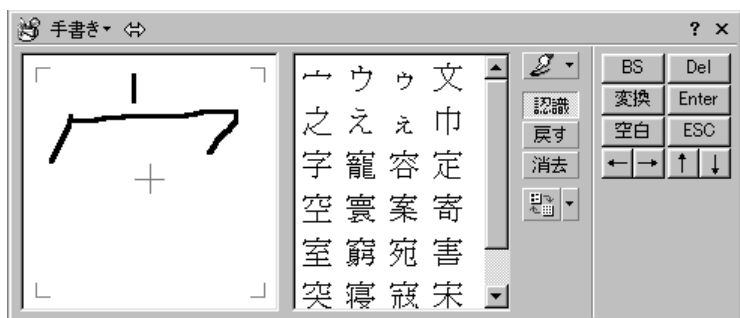 手書き ? ×
宀 ウ ゥ 文
之 え ぇ 巾
字 寵 容 定
空 寰 案 寄
室 窮 宛 害
突 寝 寇 宋
認識
戻す
消去
BS Del
変換 Enter
空白 ESC
← → ↑ ↓